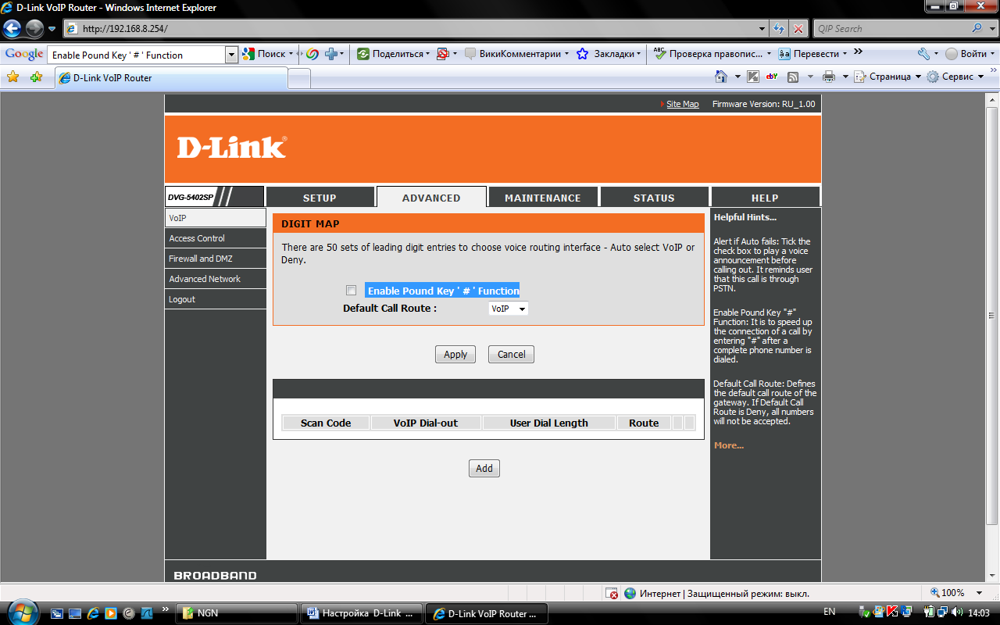 D-Link VoIP Router - Windows Internet Explorer
http://192.168.8.254/
QIP Search
Google
Enable Pound Key ' # ' Function
Поиск
Поделиться
ВикиКомментарии
Закладки
Проверка правопис...
Перевести
Войти
D-Link VoIP Router
Страница
Сервис
Site Map
Firmware Version: RU_1.00
D-Link
DVG-5402SP
SETUP
ADVANCED
MAINTENANCE
STATUS
HELP
VoIP
Access Control
Firewall and DMZ
Advanced Network
Logout
DIGIT MAP
There are 50 sets of leading digit entries to choose voice routing interface - Auto select VoIP or
Deny.
Enable Pound Key ' # ' Function
Default Call Route :
VoIP
Apply
Cancel
Scan Code
VoIP Dial-out
User Dial Length
Route
Add
Helpful Hints...
Alert if Auto fails: Tick the
check box to play a voice
announcement before
calling out. It reminds user
that this call is through
PSTN.
Enable Pound Key "#"
Function: It is to speed up
the connection of a call by
entering "#" after a
complete phone number is
dialed.
Default Call Route: Defines
the default call route of the
gateway. If Default Call
Route is Deny, all numbers
will not be accepted.
More...
BROADBAND
Интернет | Защищенный режим: выкл.
100%
NGN
Настройка D-Link ...
D-Link VoIP Router ...
EN
14:03